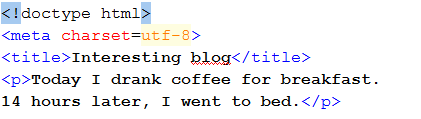 <!doctype html>
<meta charset=utf-8>
<title>Interesting blog</title>
<p>Today I drank coffee for breakfast.
14 hours later, I went to bed.</p>